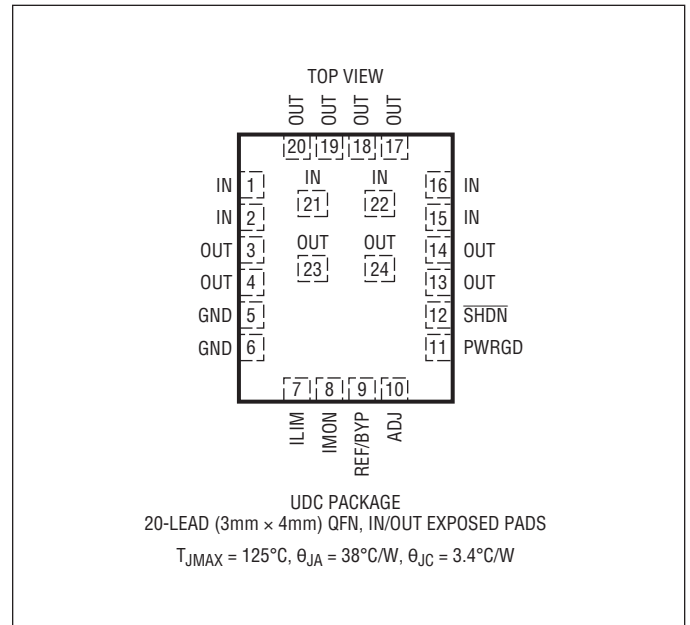 TOP VIEW
OUT OUT OUT OUT
20 19 18 17
IN 1 IN 21 IN 22 16 IN
IN 2 15 IN
OUT 3 OUT 23 OUT 24 14 OUT
OUT 4 13 OUT
GND 5 12 S̅H̅D̅N̅
GND 6 11 PWRGD
7 8 9 10
ILIM IMON REF/BYP ADJ
UDC PACKAGE
20-LEAD (3mm × 4mm) QFN, IN/OUT EXPOSED PADS
TJMAX = 125°C, θJA = 38°C/W, θJC = 3.4°C/W